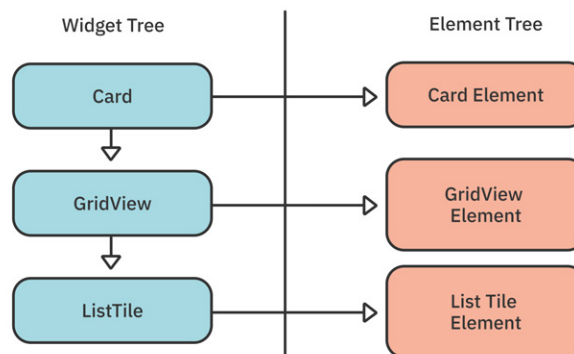 Widget Tree
Element Tree
Card
Card Element
GridView
GridView
Element
ListTile
List Tile
Element